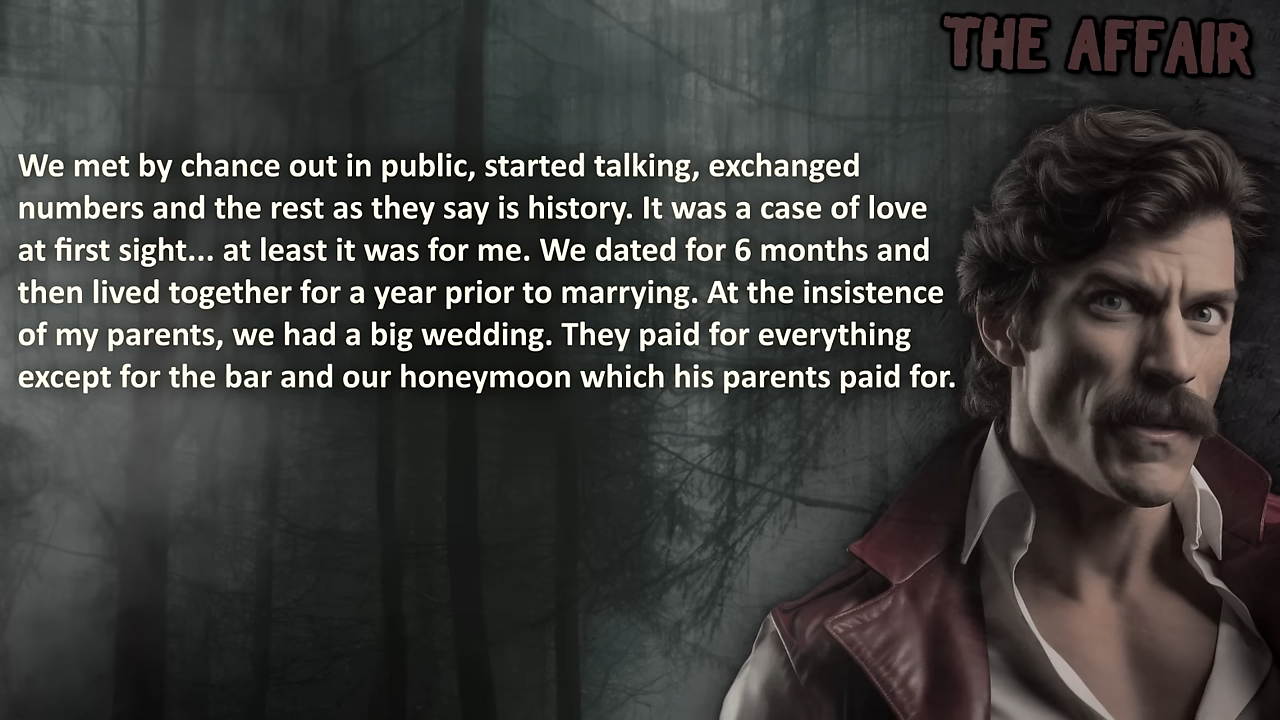 THE AFFAIR
We met by chance out in public, started talking, exchanged
numbers and the rest as they say is history. It was a case of love
at first sight... at least it was for me. We dated for 6 months and
then lived together for a year prior to marrying. At the insistence
of my parents, we had a big wedding. They paid for everything
except for the bar and our honeymoon which his parents paid for.